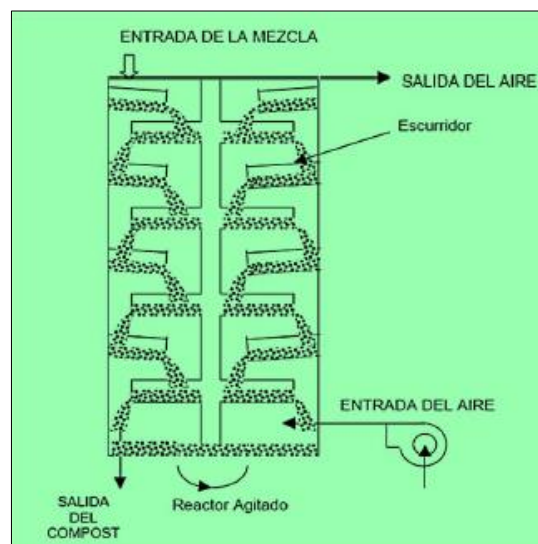 ENTRADA DE LA MEZCLA
SALIDA DEL AIRE
Escurridor
ENTRADA DEL AIRE
SALIDA
DEL
COMPOST
Reactor Agitado